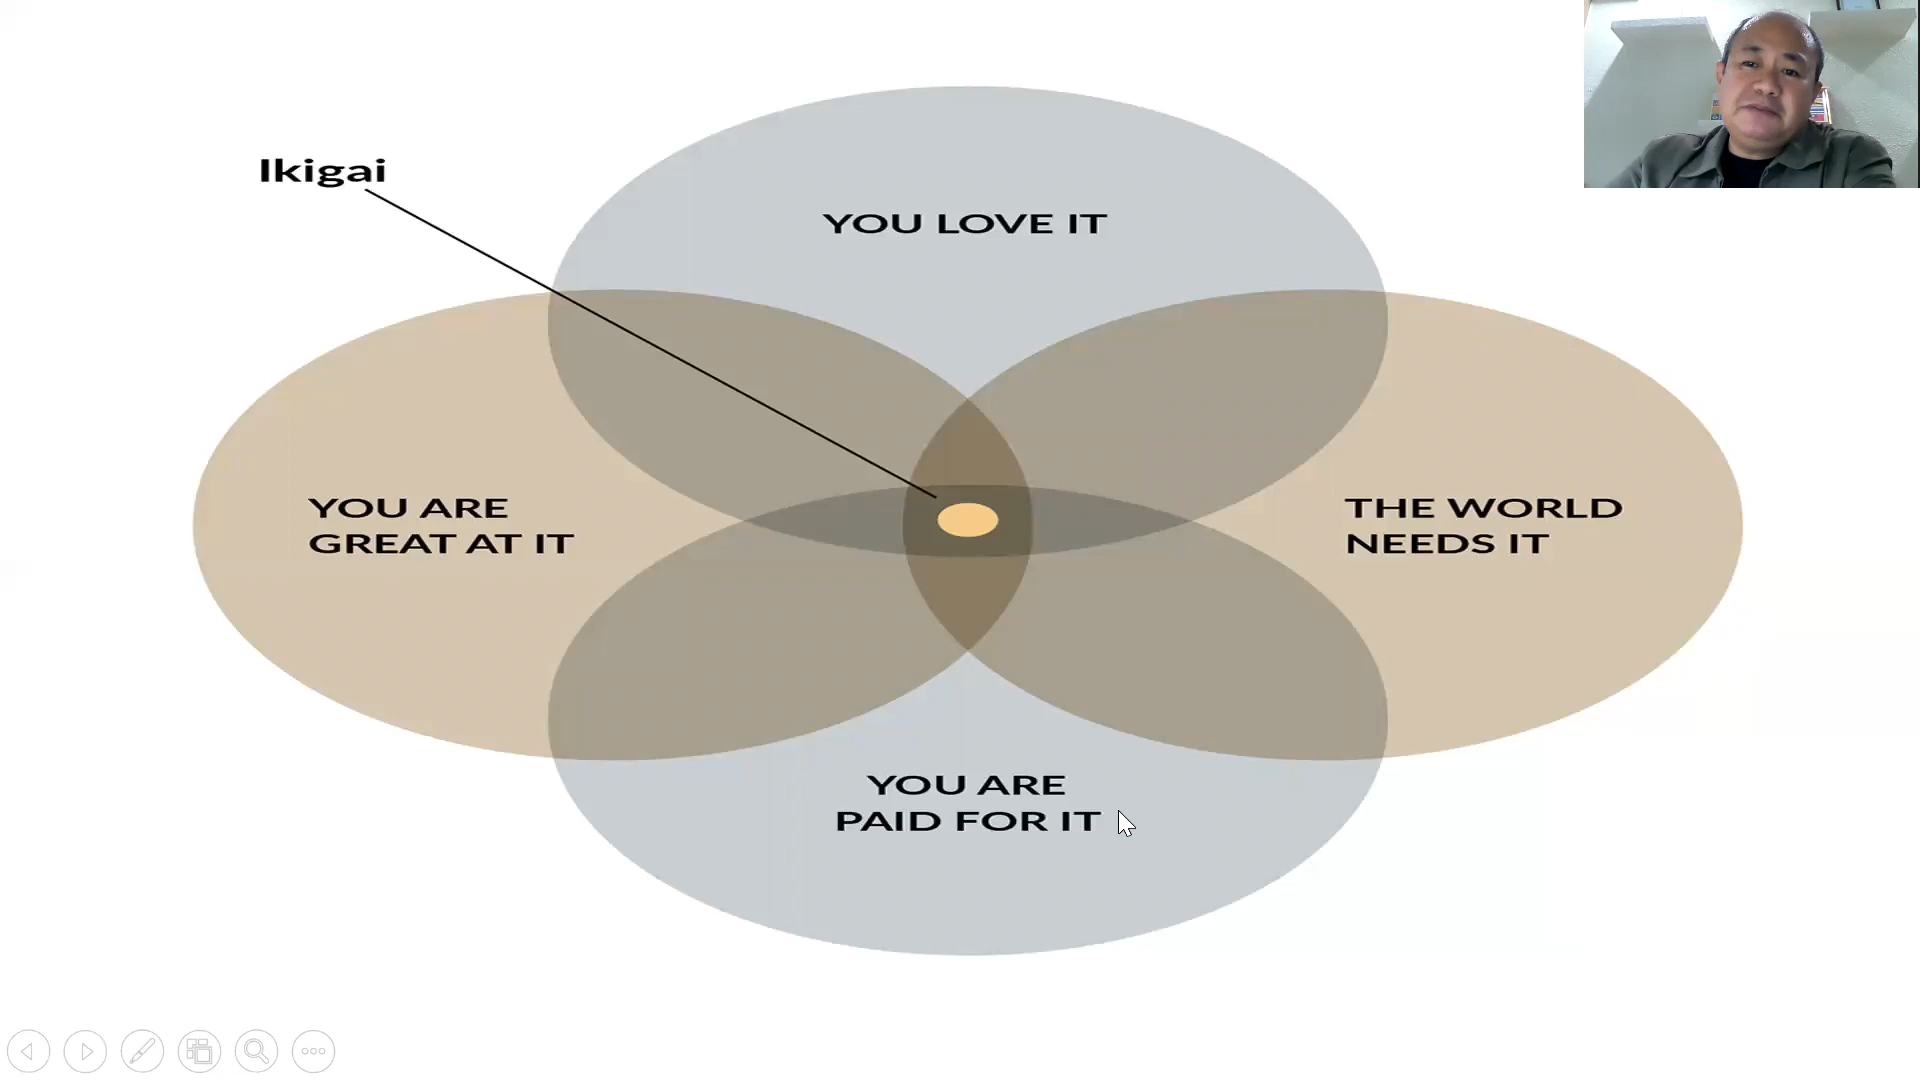 Ikigai
YOU LOVE IT
YOU ARE
GREAT AT IT
THE WORLD
NEEDS IT
YOU ARE
PAID FOR IT